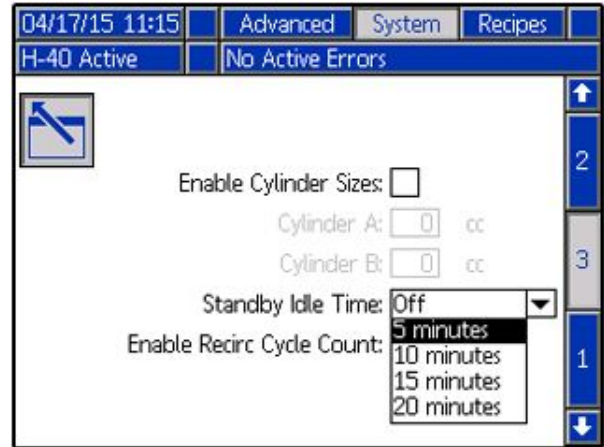 04/17/15 11:15 Advanced System Recipes
H-40 Active No Active Errors
2
Enable Cylinder Sizes:
Cylinder A: 0 cc
Cylinder B: 0 cc
3
Standby Idle Time: Off
5 minutes
Enable Recirc Cycle Count:
10 minutes
15 minutes
20 minutes
1